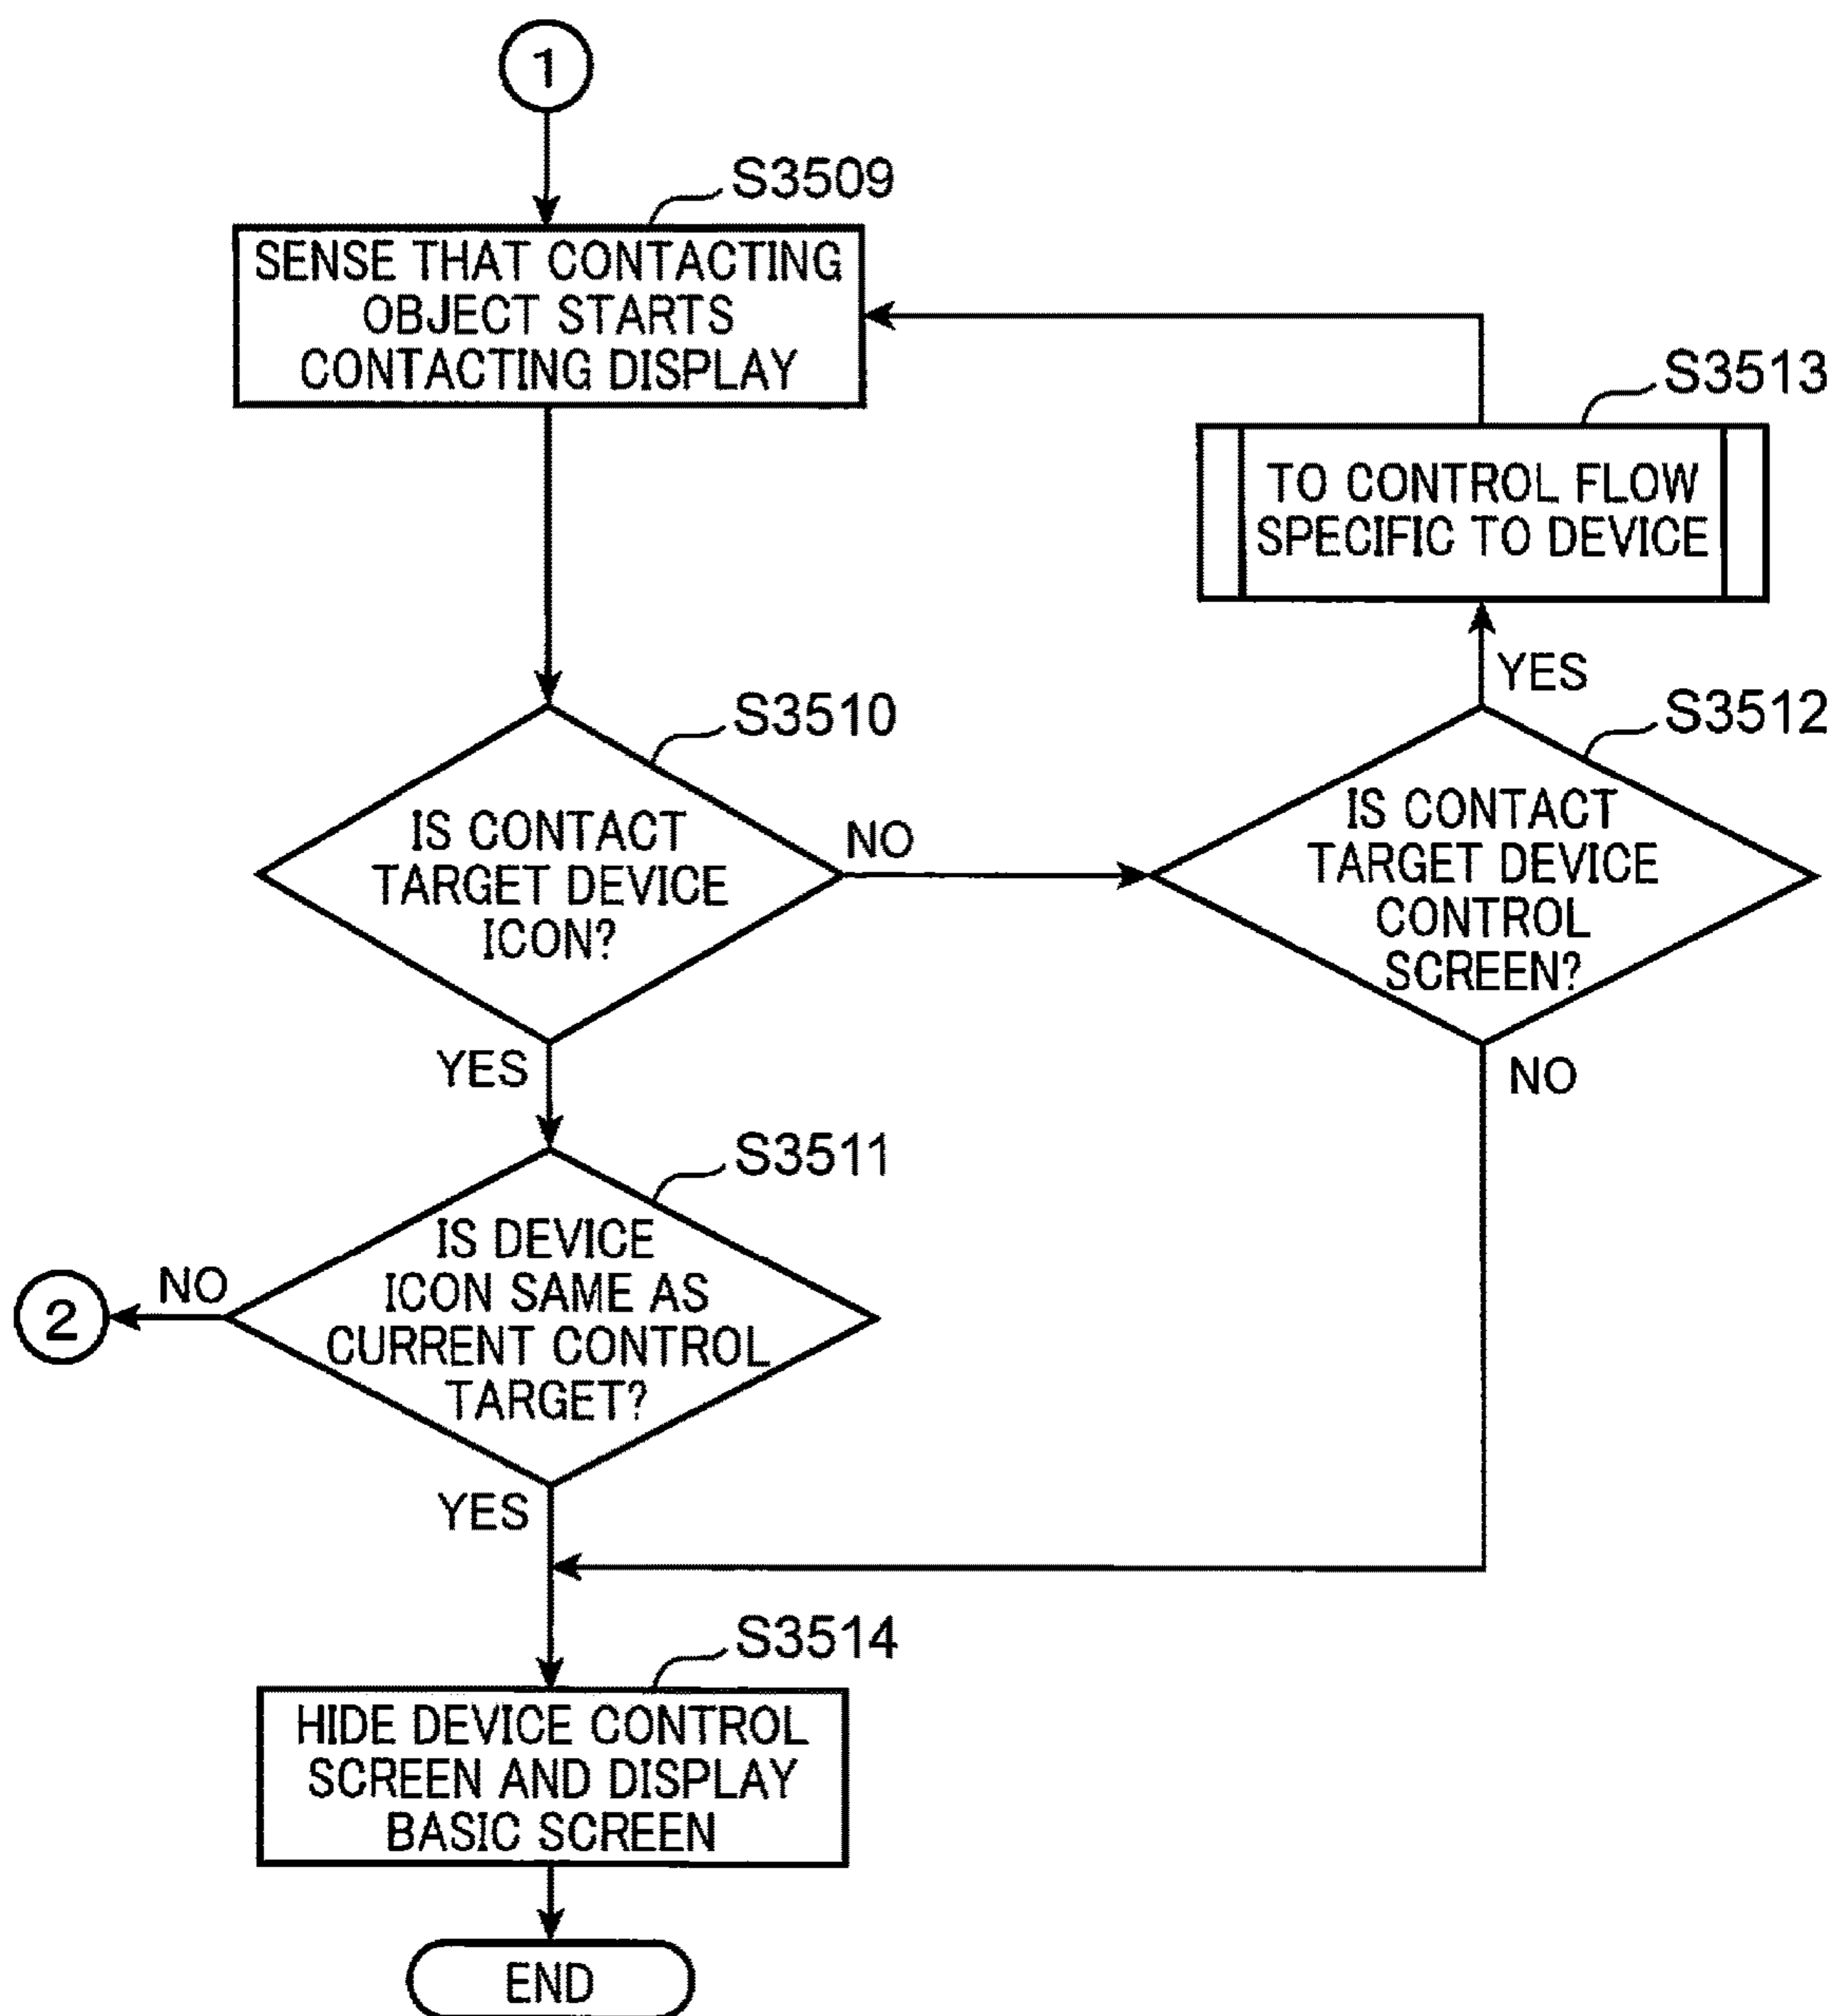 1
S3509
SENSE THAT CONTACTING
OBJECT STARTS
CONTACTING DISPLAY
S3513
TO CONTROL FLOW
SPECIFIC TO DEVICE
YES
S3510
IS CONTACT
TARGET DEVICE
ICON?
NO
S3512
IS CONTACT
TARGET DEVICE
CONTROL
SCREEN?
YES
NO
S3511
IS DEVICE
ICON SAME AS
CURRENT CONTROL
TARGET?
NO
2
YES
S3514
HIDE DEVICE CONTROL
SCREEN AND DISPLAY
BASIC SCREEN
END